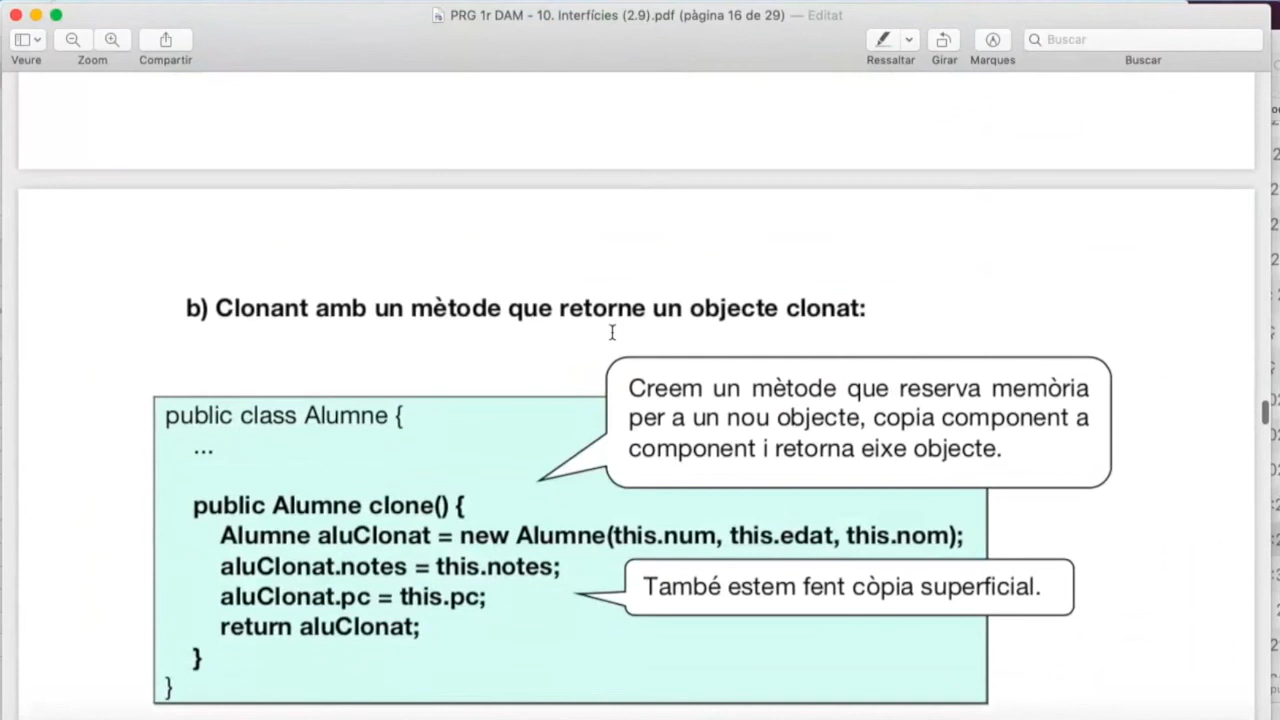 PRG 1r DAM - 10. Interfícies (2.9).pdf (pàgina 16 de 29) — Editat
Buscar
Veure
Zoom
Compartir
Ressaltar
Girar
Marques
Buscar
b) Clonant amb un mètode que retorne un objecte clonat:
Creem un mètode que reserva memòria
per a un nou objecte, copia component a
component i retorna eixe objecte.
public class Alumne {
...
public Alumne clone() {
Alumne aluClonat = new Alumne(this.num, this.edat, this.nom);
aluClonat.notes = this.notes;
També estem fent còpia superficial.
aluClonat.pc = this.pc;
return aluClonat;
}
}